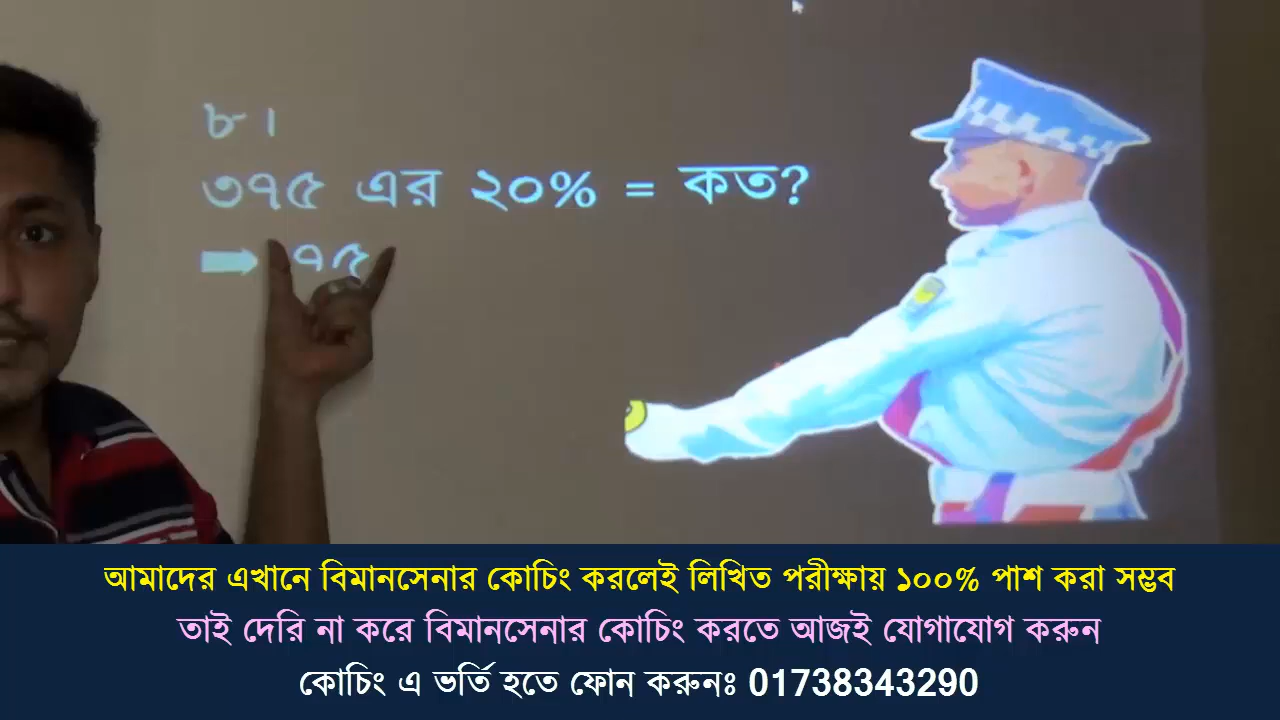 ৮।
৩৭৫ এর ২০% = কত?
➡ ৭৫
আমাদের এখানে বিমানসেনার কোচিং করলেই লিখিত পরীক্ষায় ১০০% পাশ করা সম্ভব
তাই দেরি না করে বিমানসেনার কোচিং করতে আজই যোগাযোগ করুন
কোচিং এ ভর্তি হতে ফোন করুনঃ 01738343290